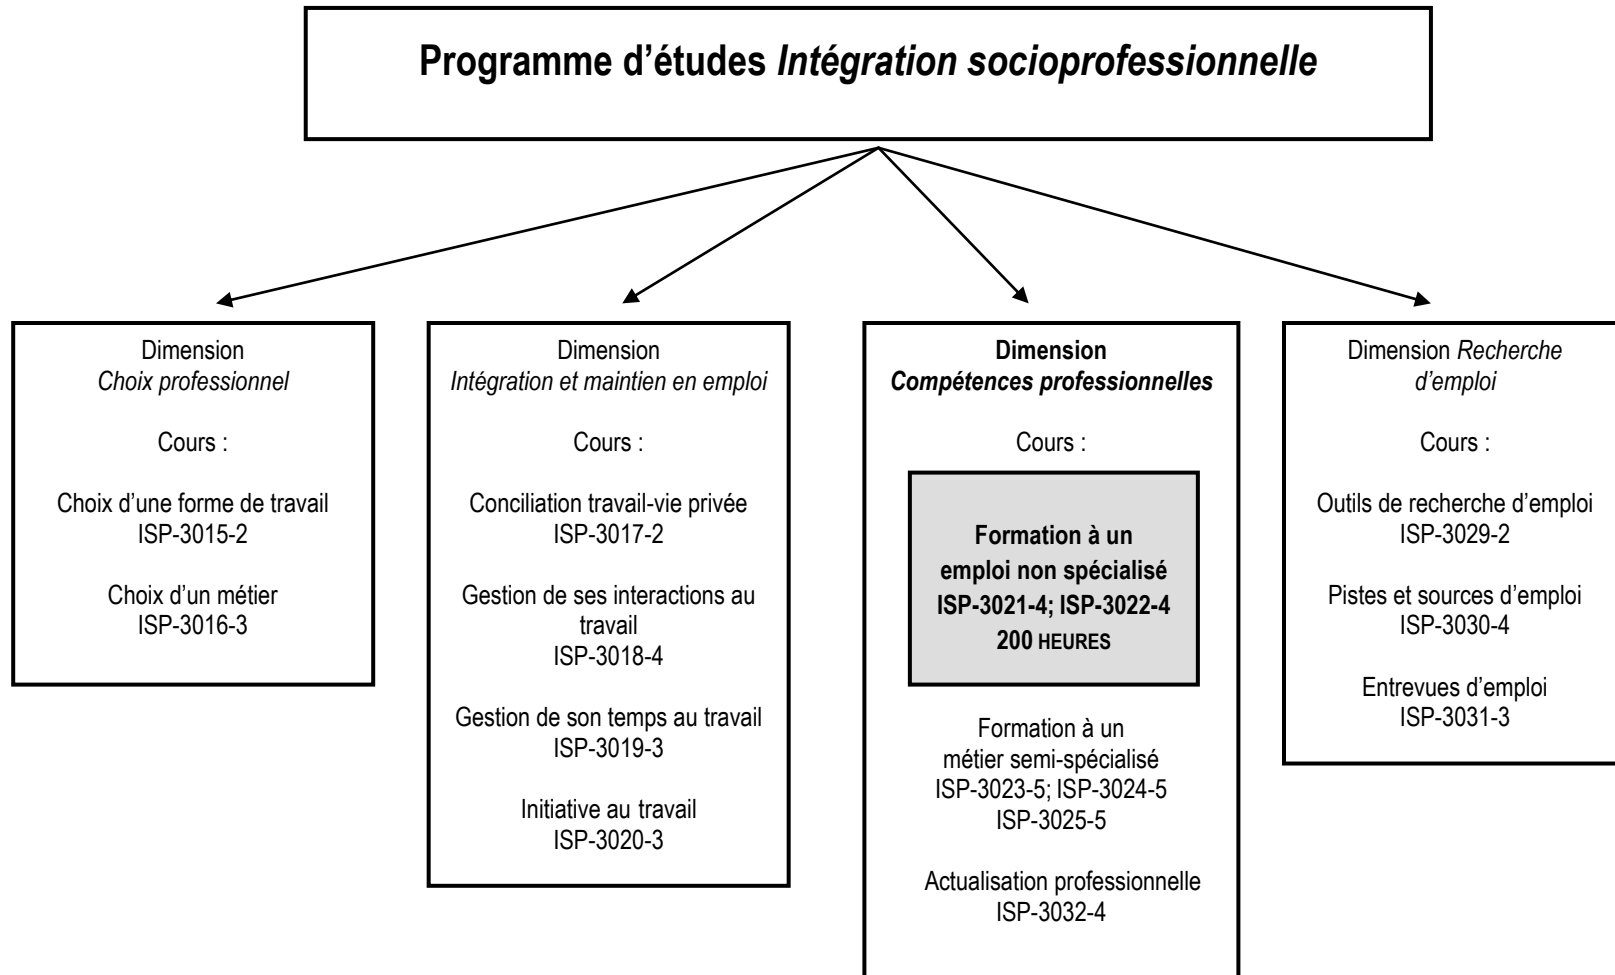 Programme d’études Intégration socioprofessionnelle
Dimension
Choix professionnel
Cours :
Choix d’une forme de travail
ISP-3015-2
Choix d’un métier
ISP-3016-3
Dimension
Intégration et maintien en emploi
Cours :
Conciliation travail-vie privée
ISP-3017-2
Gestion de ses interactions au
travail
ISP-3018-4
Gestion de son temps au travail
ISP-3019-3
Initiative au travail
ISP-3020-3
Dimension
Compétences professionnelles
Cours :
Formation à un
emploi non spécialisé
ISP-3021-4; ISP-3022-4
200 HEURES
Formation à un
métier semi-spécialisé
ISP-3023-5; ISP-3024-5
ISP-3025-5
Actualisation professionnelle
ISP-3032-4
Dimension Recherche
d’emploi
Cours :
Outils de recherche d’emploi
ISP-3029-2
Pistes et sources d’emploi
ISP-3030-4
Entrevues d’emploi
ISP-3031-3